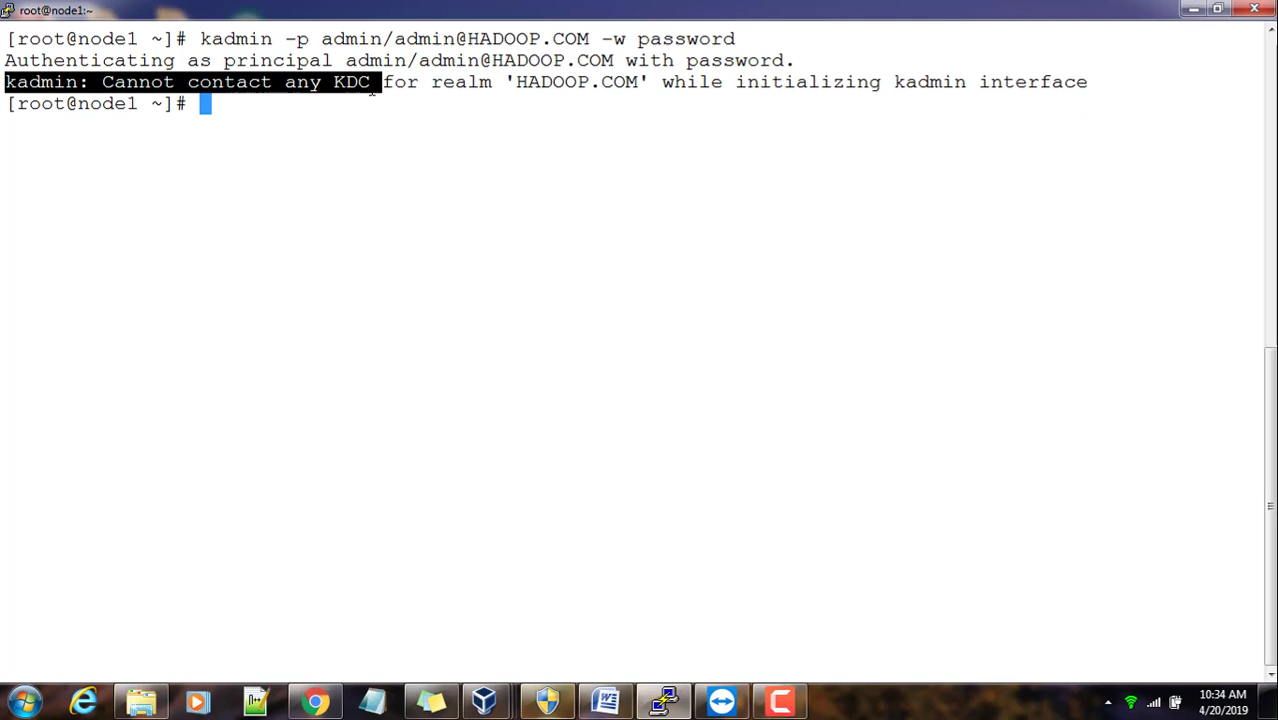 root@node1:~
[root@node1 ~]# kadmin -p admin/admin@HADOOP.COM -w password
Authenticating as principal admin/admin@HADOOP.COM with password.
kadmin: Cannot contact any KDC for realm 'HADOOP.COM' while initializing kadmin interface
[root@node1 ~]#
10:34 AM
4/20/2019